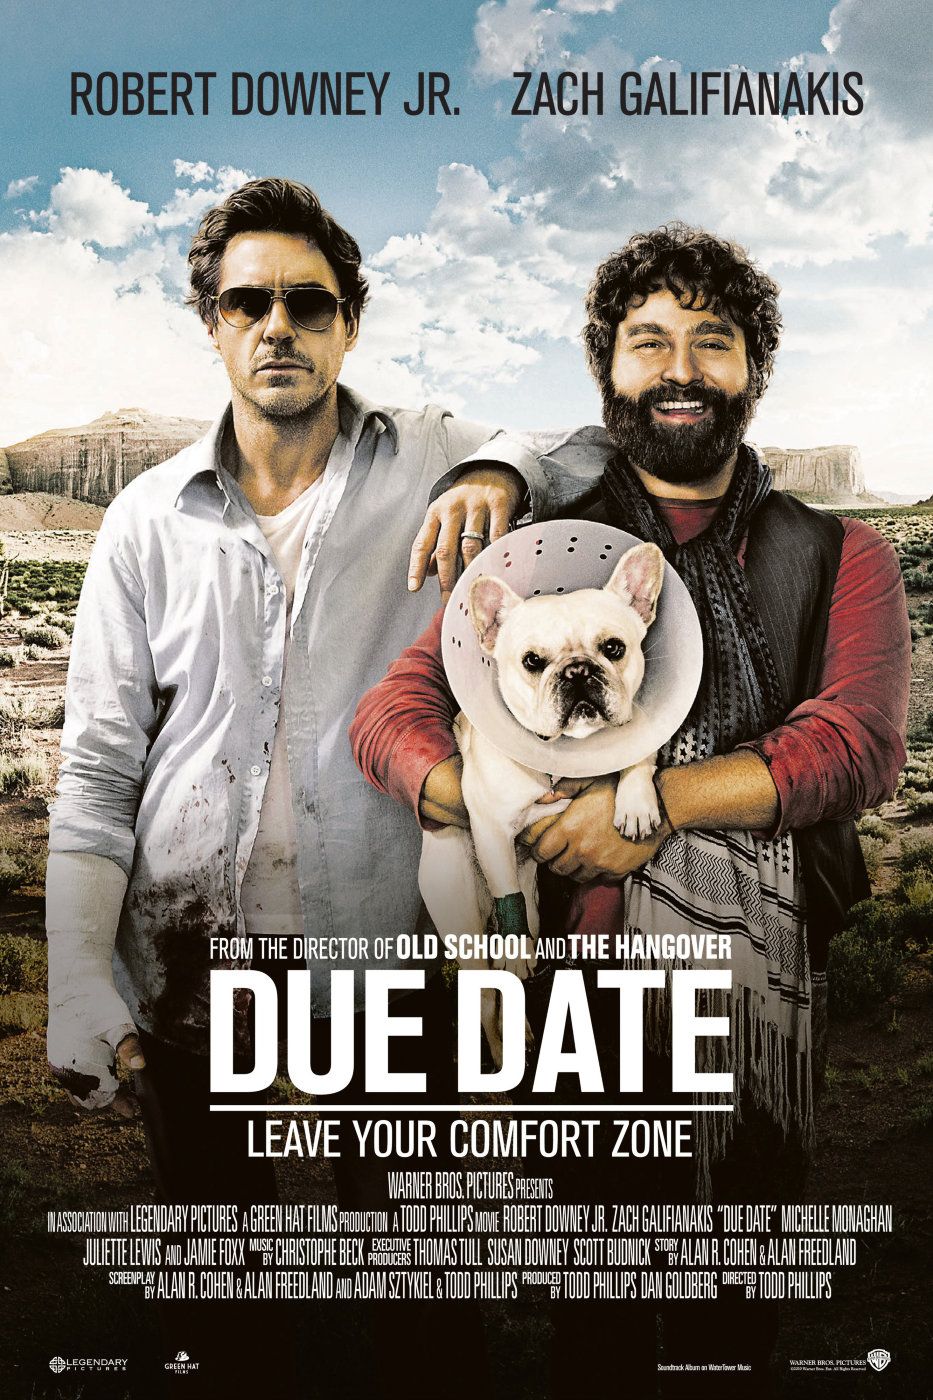 ROBERT DOWNEY JR. ZACH GALIFIANAKIS
FROM THE DIRECTOR OF OLD SCHOOL AND THE HANGOVER
DUE DATE
LEAVE YOUR COMFORT ZONE
WARNER BROS. PICTURES PRESENTS
IN ASSOCIATION WITH LEGENDARY PICTURES A GREEN HAT FILMS PRODUCTION A TODD PHILLIPS MOVIE ROBERT DOWNEY JR. ZACH GALIFIANAKIS "DUE DATE" MICHELLE MONAGHAN
JULIETTE LEWIS AND JAMIE FOXX MUSIC BY CHRISTOPHE BECK EXECUTIVE PRODUCERS THOMAS TULL SUSAN DOWNEY SCOTT BUDNICK STORY BY ALAN R. COHEN & ALAN FREEDLAND
SCREENPLAY BY ALAN R. COHEN & ALAN FREEDLAND AND ADAM SZTYKIEL & TODD PHILLIPS PRODUCED BY TODD PHILLIPS DAN GOLDBERG DIRECTED BY TODD PHILLIPS
LEGENDARY PICTURES
GREEN HAT FILMS
Soundtrack Album on WaterTower Music
WARNER BROS. PICTURES WB